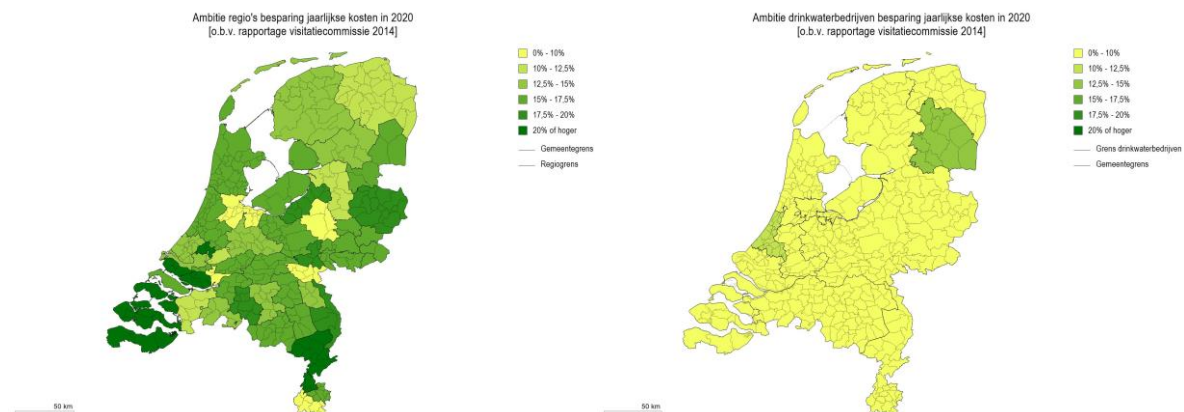 Ambitie regio's besparing jaarlijkse kosten in 2020
[o.b.v. rapportage visitatiecommissie 2014]
0% - 10%
10% - 12,5%
12,5% - 15%
15% - 17,5%
17,5% - 20%
20% of hoger
Gemeentegrens
Regiogrens
50 km
Ambitie drinkwaterbedrijven besparing jaarlijkse kosten in 2020
[o.b.v. rapportage visitatiecommissie 2014]
0% - 10%
10% - 12,5%
12,5% - 15%
15% - 17,5%
17,5% - 20%
20% of hoger
Grens drinkwaterbedrijven
Gemeentegrens
50 km